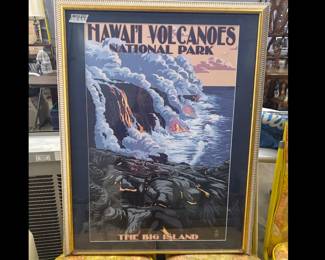 HAWAI'I VOLCANOES
NATIONAL PARK
THE BIG ISLAND